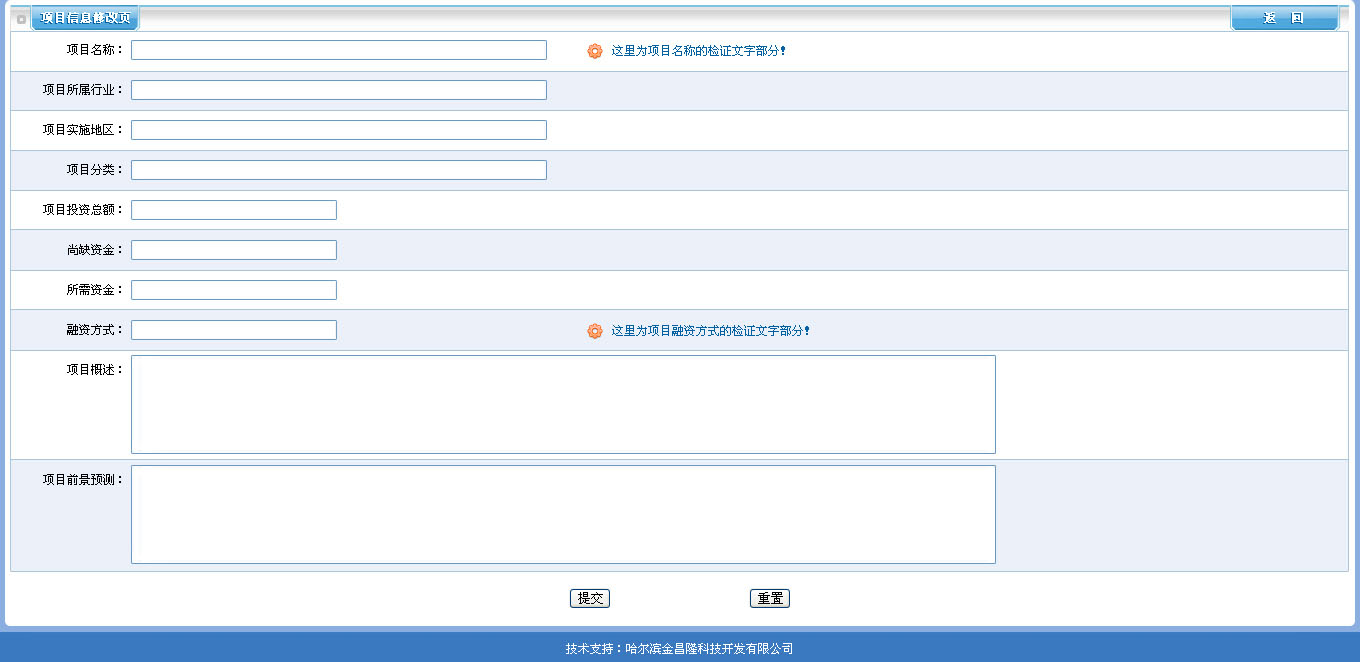 项目信息修改页 返 回
项目名称： 这里为项目名称的检证文字部分!
项目所属行业：
项目实施地区：
项目分类：
项目投资总额：
尚缺资金：
所需资金：
融资方式： 这里为项目融资方式的检证文字部分!
项目概述：
项目前景预测：
提交 重置
技术支持：哈尔滨金昌隆科技开发有限公司